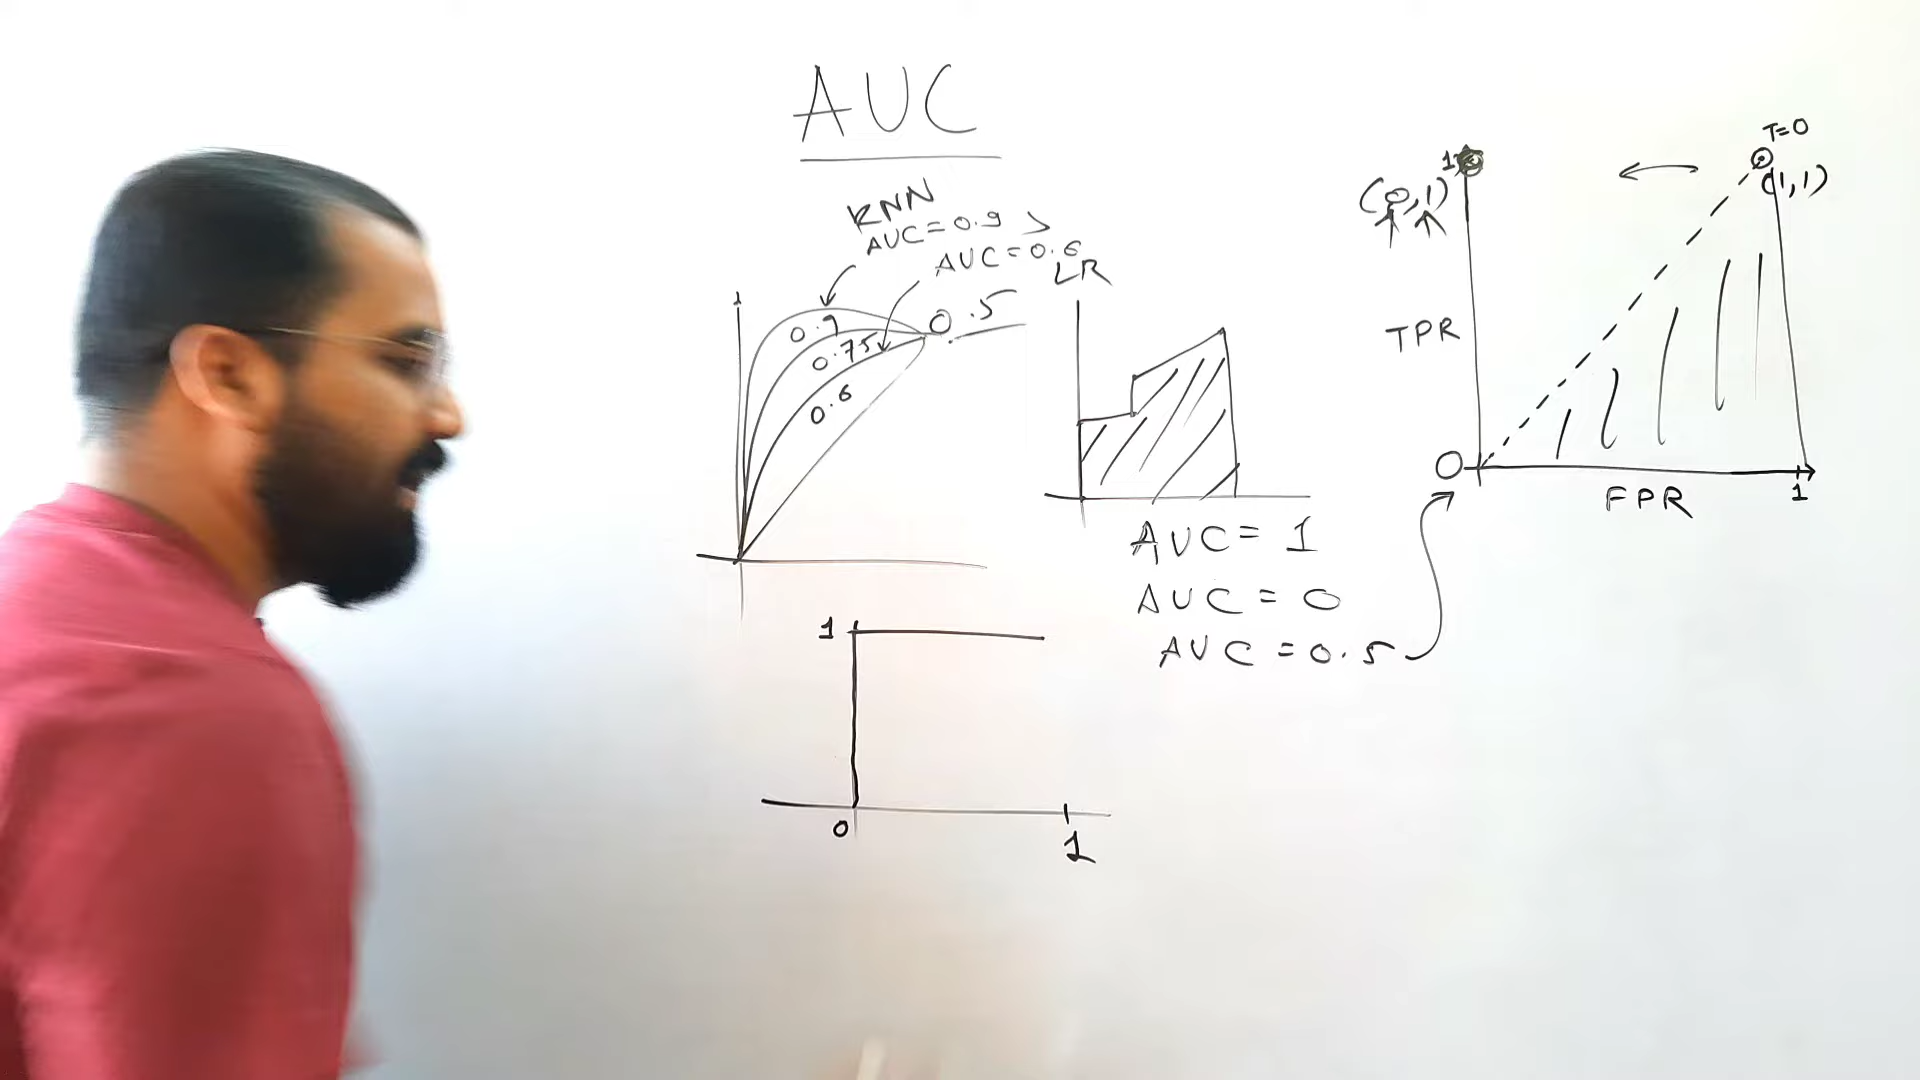 AUC
KNN
AUC = 0.9 >
AUC = 0.6
LR
1
0.9
0.75
0.6
0.5
AUC = 1
AUC = 0
AUC = 0.5
1
0
1
T=0
1
(0,1)
(1,1)
TPR
0
FPR
1